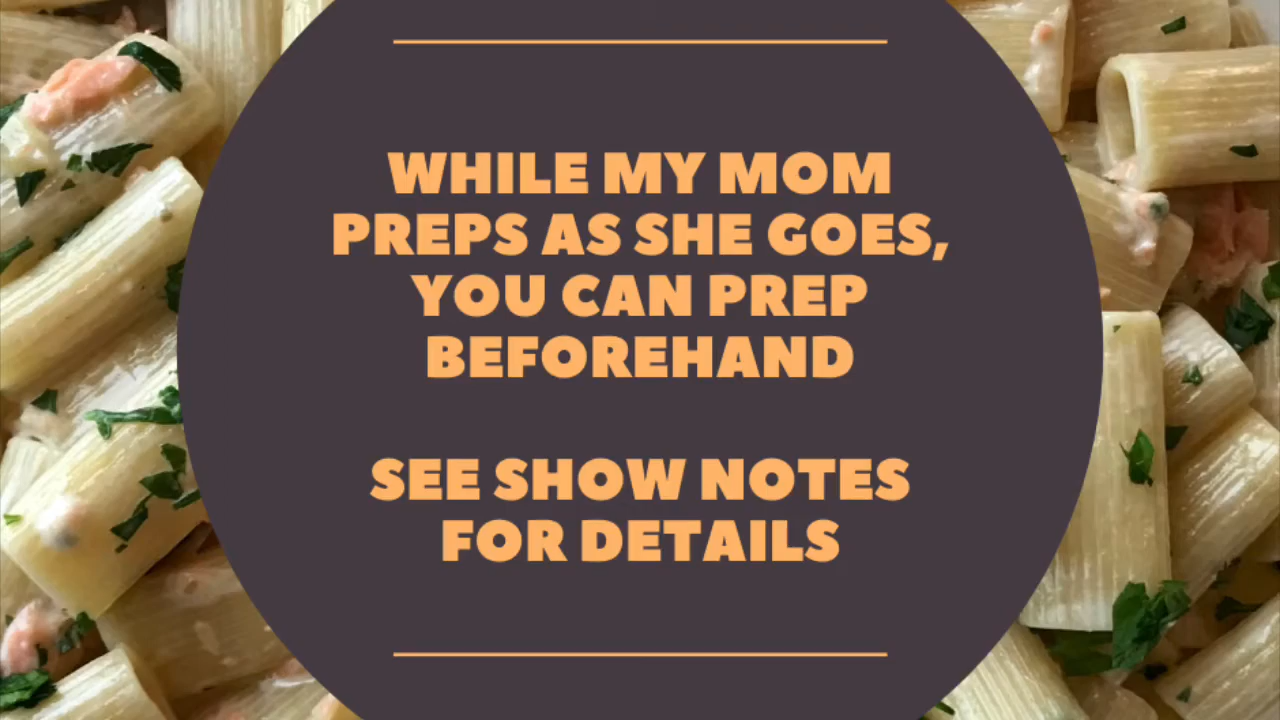 WHILE MY MOM
PREPS AS SHE GOES,
YOU CAN PREP
BEFOREHAND
SEE SHOW NOTES
FOR DETAILS